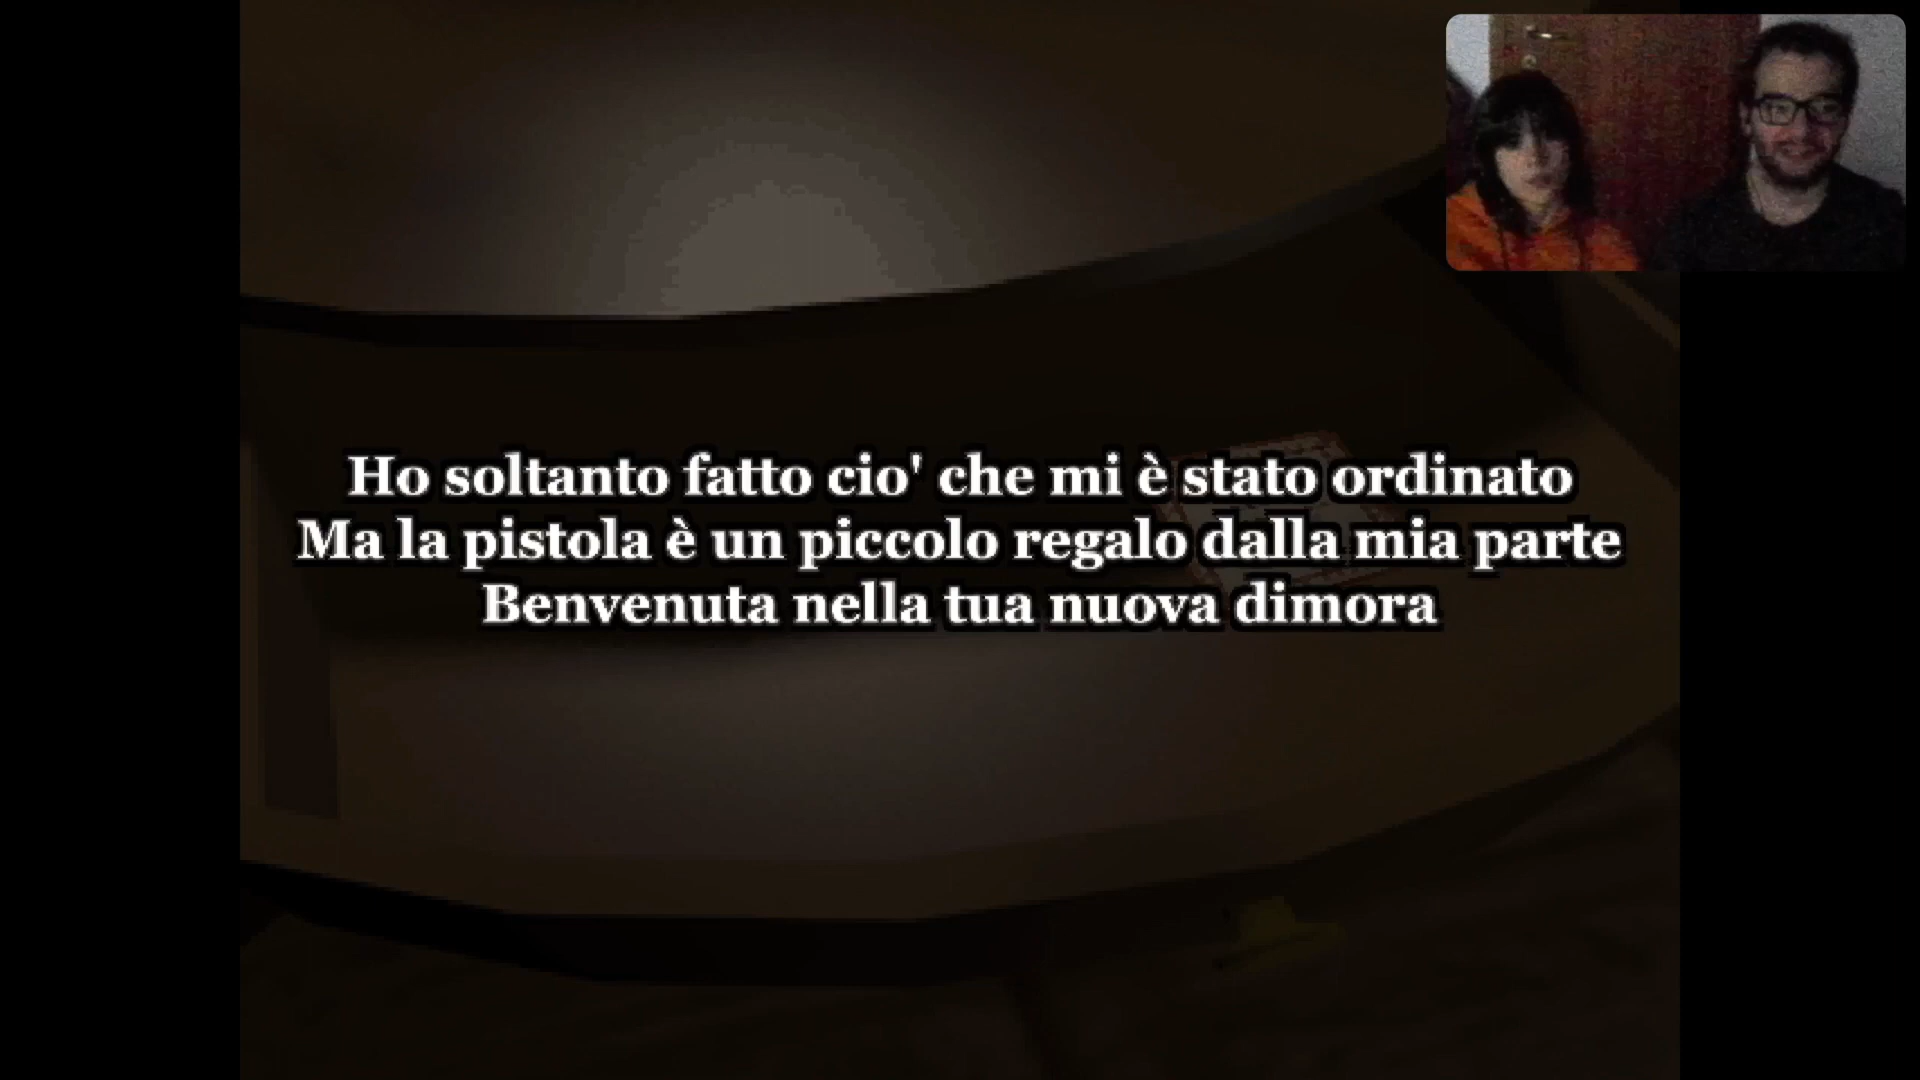 Ho soltanto fatto cio' che mi è stato ordinato
Ma la pistola è un piccolo regalo dalla mia parte
Benvenuta nella tua nuova dimora